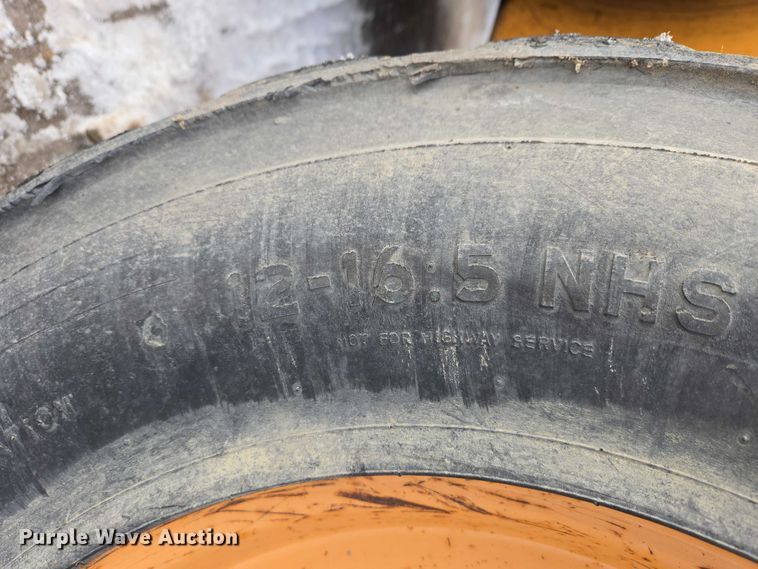 12-16.5 NHS
NOT FOR HIGHWAY SERVICE
Purple Wave Auction